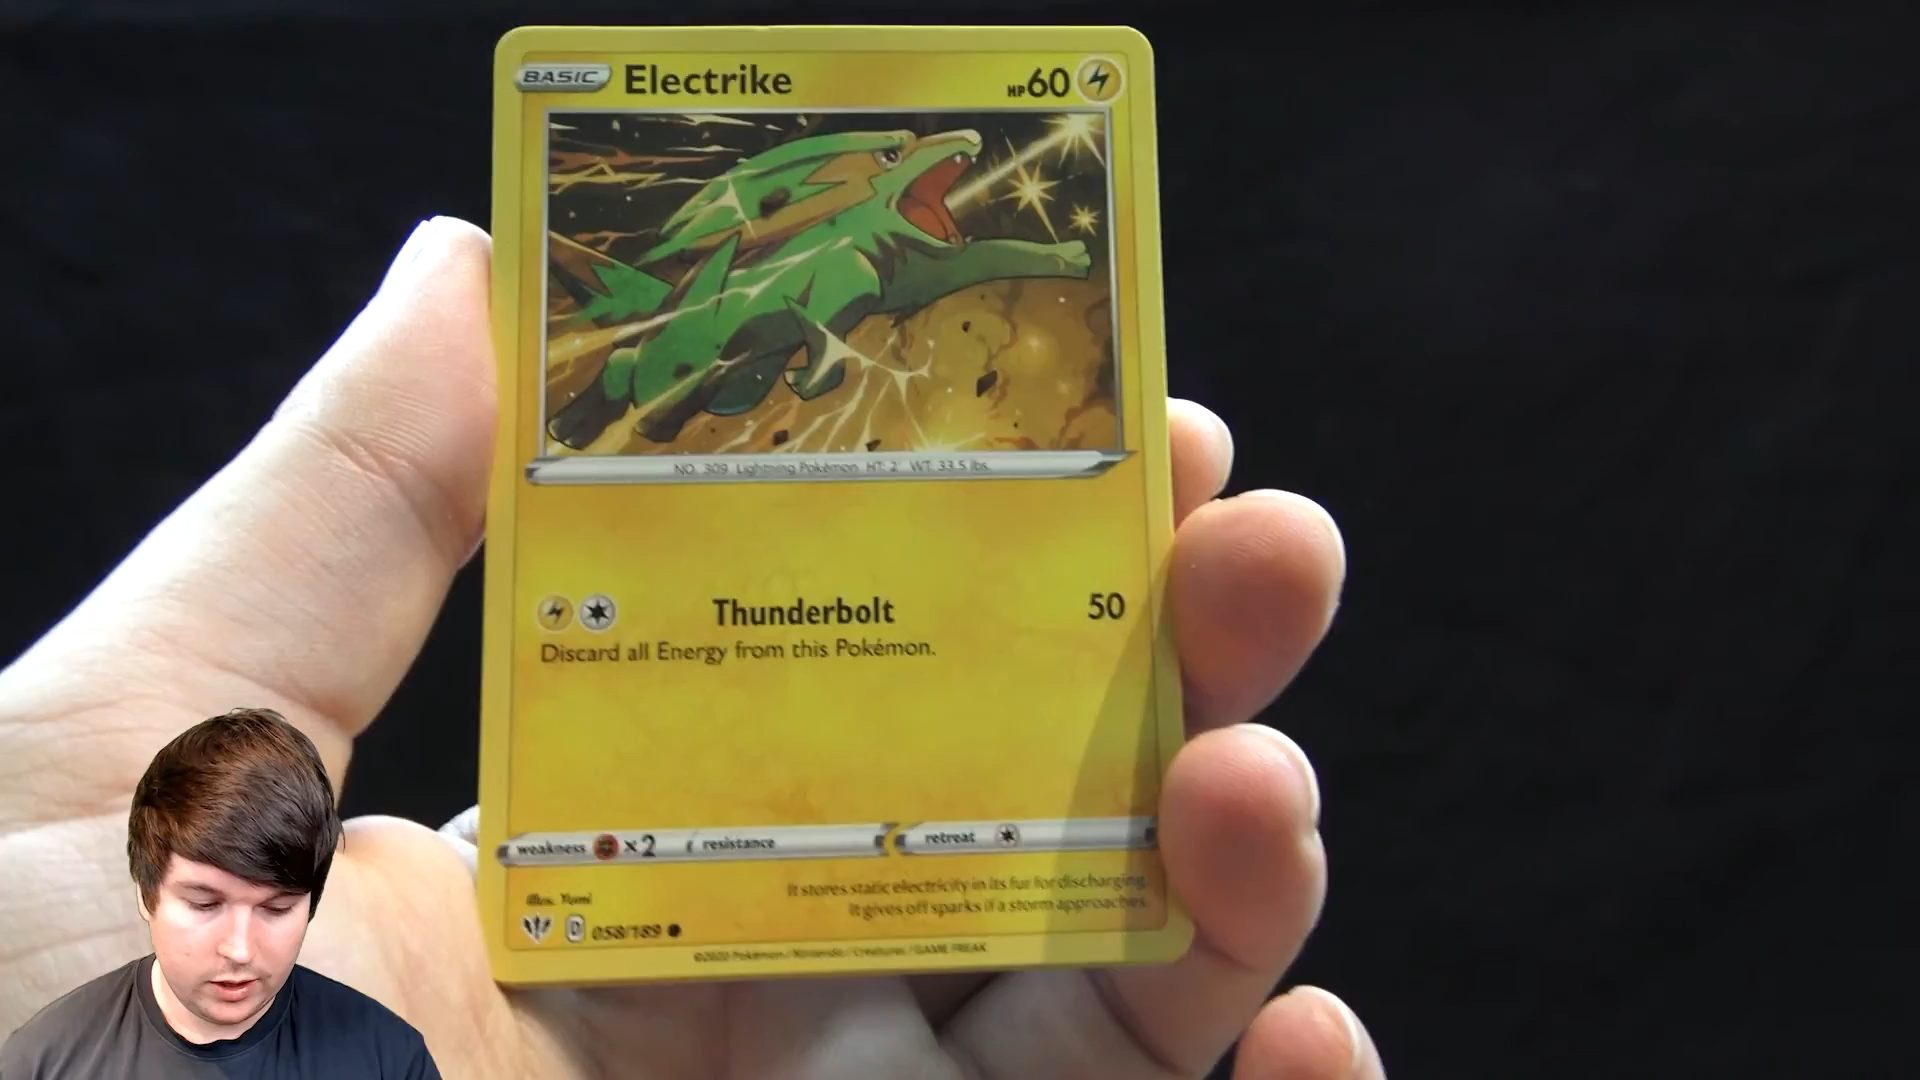 BASIC Electrike HP 60
NO. 309 Lightning Pokémon HT: 2' WT: 33.5 lbs.
Thunderbolt 50
Discard all Energy from this Pokémon.
weakness ×2 resistance retreat
It stores static electricity in its fur for discharging.
It gives off sparks if a storm approaches.
Illus. Yumi
D 058/189
©2020 Pokémon / Nintendo / Creatures / GAME FREAK